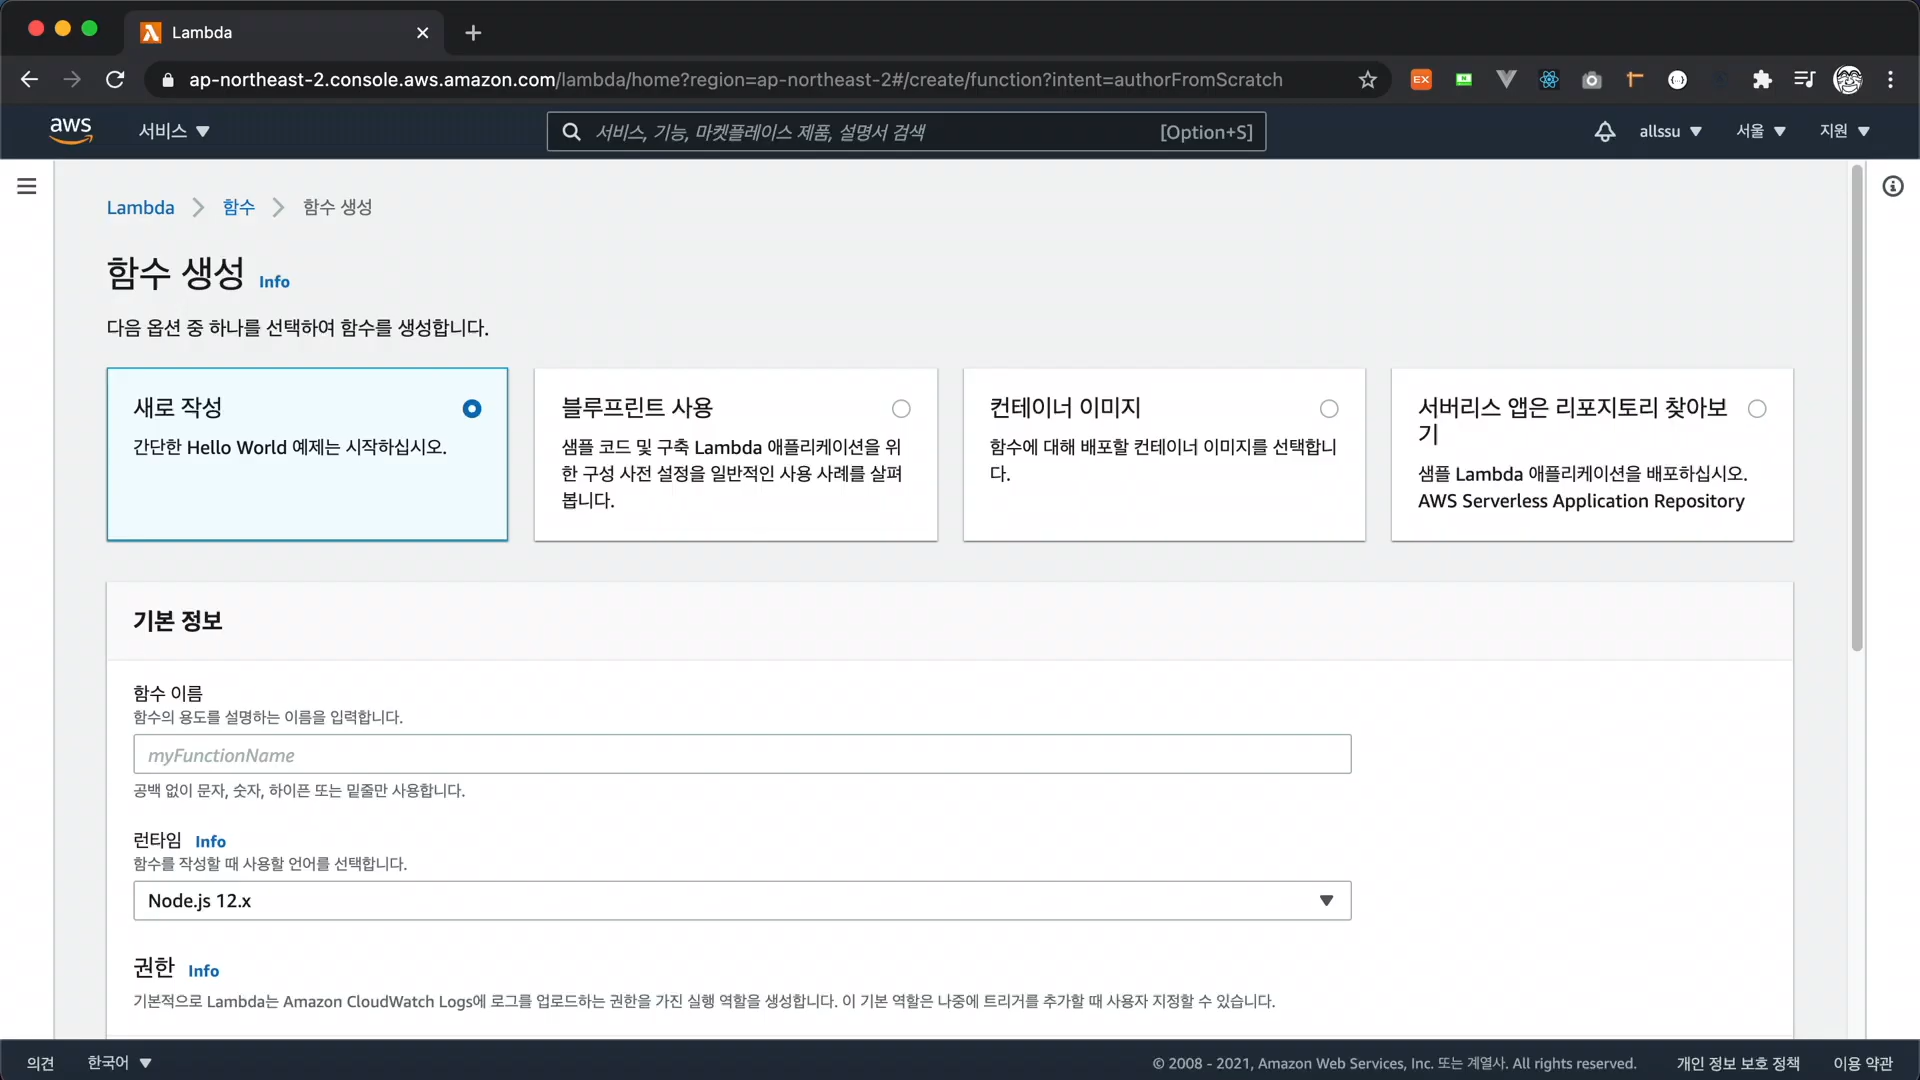 Lambda
ap-northeast-2.console.aws.amazon.com/lambda/home?region=ap-northeast-2#/create/function?intent=authorFromScratch
EX
aws
서비스
서비스, 기능, 마켓플레이스 제품, 설명서 검색
[Option+S]
allssu
서울
지원
Lambda
함수
함수 생성
함수 생성 Info
다음 옵션 중 하나를 선택하여 함수를 생성합니다.
새로 작성
간단한 Hello World 예제는 시작하십시오.
블루프린트 사용
샘플 코드 및 구축 Lambda 애플리케이션을 위
한 구성 사전 설정을 일반적인 사용 사례를 살펴
봅니다.
컨테이너 이미지
함수에 대해 배포할 컨테이너 이미지를 선택합니
다.
서버리스 앱은 리포지토리 찾아보
기
샘플 Lambda 애플리케이션을 배포하십시오.
AWS Serverless Application Repository
기본 정보
함수 이름
함수의 용도를 설명하는 이름을 입력합니다.
myFunctionName
공백 없이 문자, 숫자, 하이픈 또는 밑줄만 사용합니다.
런타임 Info
함수를 작성할 때 사용할 언어를 선택합니다.
Node.js 12.x
권한 Info
기본적으로 Lambda는 Amazon CloudWatch Logs에 로그를 업로드하는 권한을 가진 실행 역할을 생성합니다. 이 기본 역할은 나중에 트리거를 추가할 때 사용자 지정할 수 있습니다.
의견
한국어
© 2008 - 2021, Amazon Web Services, Inc. 또는 계열사. All rights reserved.
개인 정보 보호 정책
이용 약관